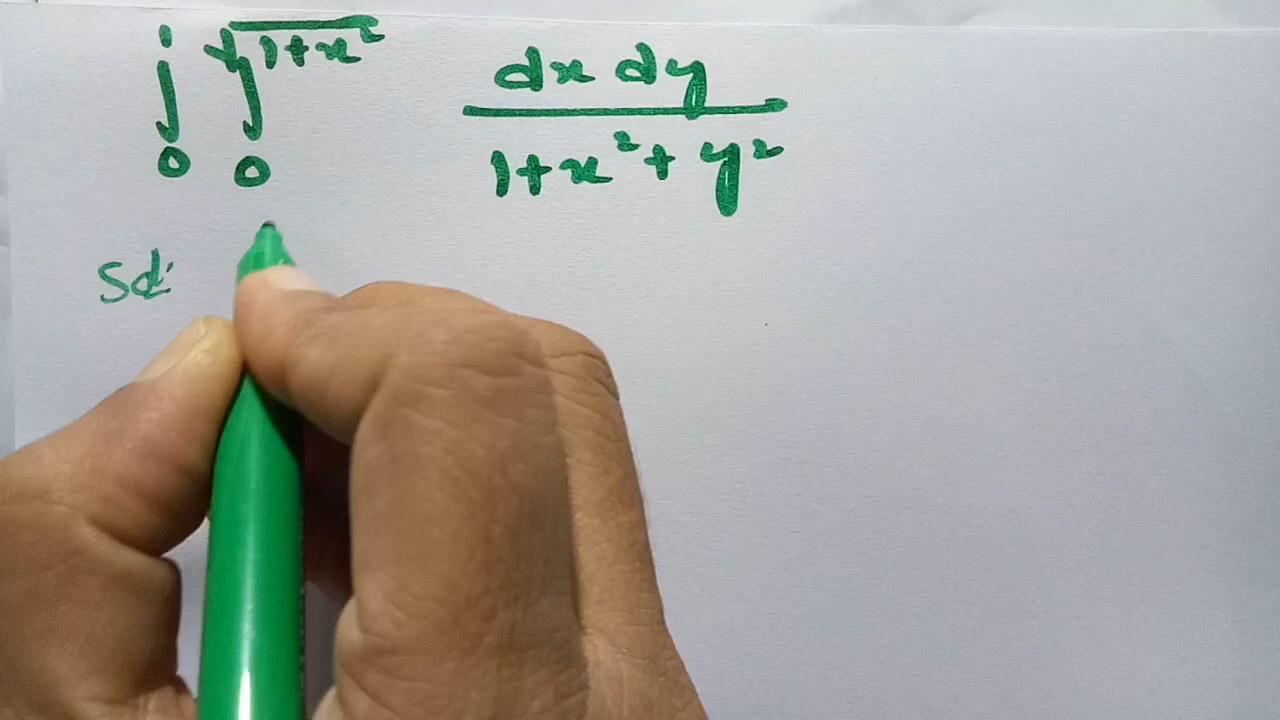 ∫₀¹ ∫₀^√(1+x²) dx dy / (1+x²+y²)
Sol